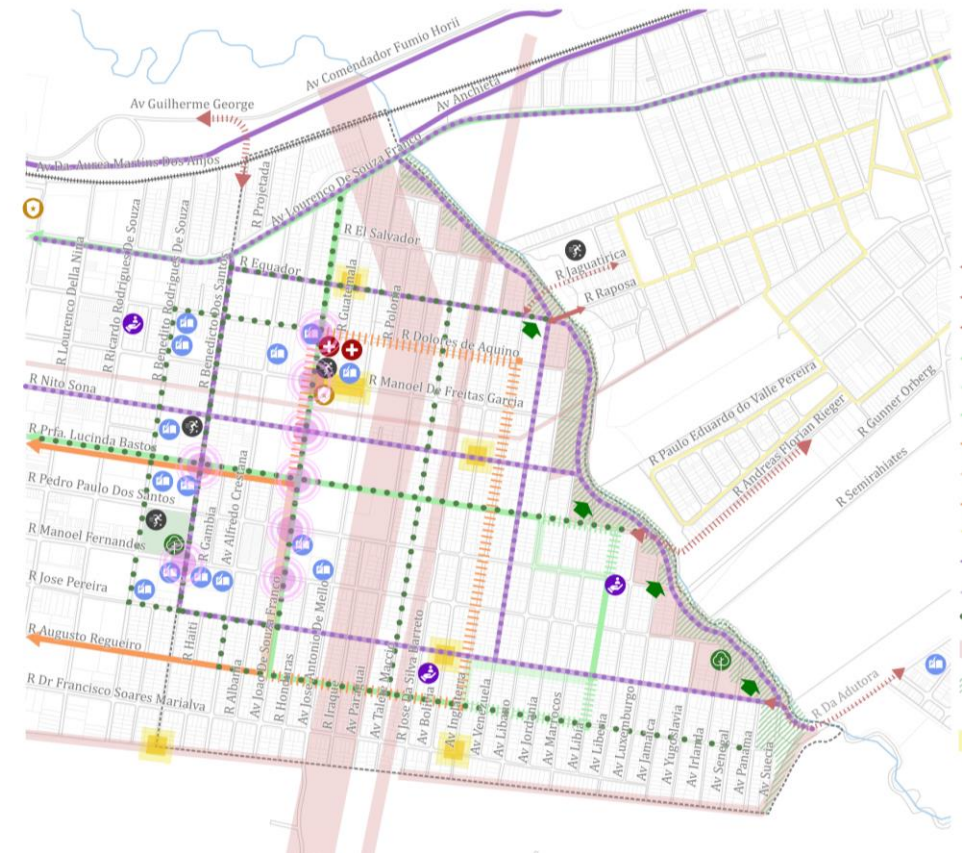 Av Comendador Fumio Horii
Av Guilherme George
Av Anchieta
Av Da. Aurea Martins Dos Anjos
R Projetada
Av Lourenco De Souza Franco
R El Salvador
R Equador
R Guatemala
R Polonia
R Lourenco Della Nina
R Ricardo Rodrigues De Souza
R Benedito Rodrigues De Souza
R Benedicto Dos Santos
R Jaguatirica
R Raposa
R Dolores de Aquino
R Manoel De Freitas Garcia
R Nito Sona
R Prfa. Lucinda Bastos
R Pedro Paulo Dos Santos
R Manoel Fernandes
R Jose Pereira
R Augusto Regueiro
R Dr Francisco Soares Marialva
R Gambia
Av Alfredo Crestana
R Paulo Eduardo do Valle Pereira
R Andreas Florian Rieger
R Gunner Orberg
R Semirahiates
R Da Adutora
R Haiti
R Albania
Av Joao De Souza Franco
R Honduras
Av Jose Antonio De Mello
R Iraque
Av Paraguai
R Jose da Silva Barreto
Av Inglaterra
Av Venezuela
Av Libano
Av Jordania
Av Marrocos
Av Libia
Av Liberia
Av Luxemburgo
Av Jamaica
Av Yugoslavia
Av Irlanda
Av Senegal
Av Panama
Av Suecia